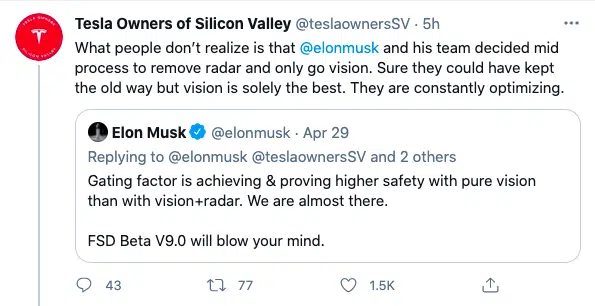 Tesla Owners of Silicon Valley @teslaownersSV · 5h
What people don't realize is that @elonmusk and his team decided mid
process to remove radar and only go vision. Sure they could have kept
the old way but vision is solely the best. They are constantly optimizing.
Elon Musk @elonmusk · Apr 29
Replying to @elonmusk @teslaownersSV and 2 others
Gating factor is achieving & proving higher safety with pure vision
than with vision+radar. We are almost there.
FSD Beta V9.0 will blow your mind.
43 77 1.5K